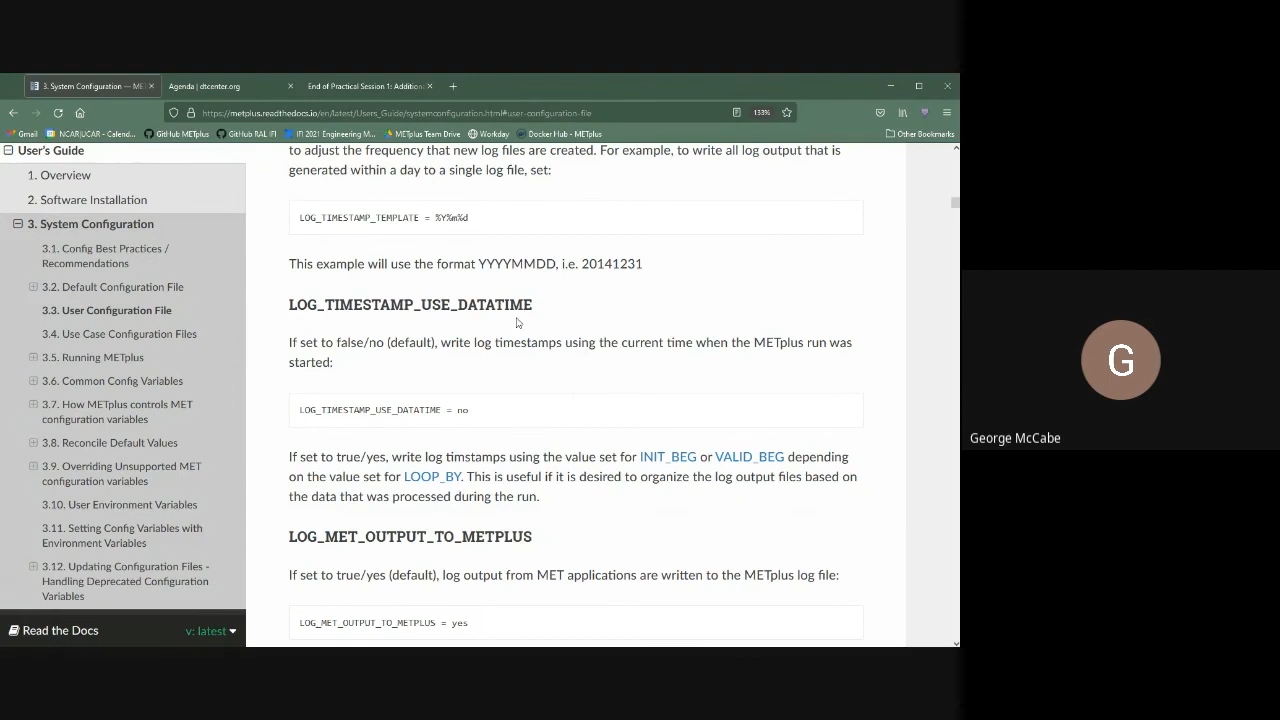 3. System Configuration — ME
Agenda | dtcenter.org
End of Practical Session 1: Addition
https://metplus.readthedocs.io/en/latest/Users_Guide/systemconfiguration.html#user-configuration-file
133%
Gmail
NCAR|UCAR - Calend...
GitHub METplus
GitHub RAL IFI
IFI 2021 Engineering M...
METplus Team Drive
Workday
Docker Hub - METplus
Other Bookmarks
User's Guide
1. Overview
2. Software Installation
3. System Configuration
3.1. Config Best Practices /
Recommendations
3.2. Default Configuration File
3.3. User Configuration File
3.4. Use Case Configuration Files
3.5. Running METplus
3.6. Common Config Variables
3.7. How METplus controls MET
configuration variables
3.8. Reconcile Default Values
3.9. Overriding Unsupported MET
configuration variables
3.10. User Environment Variables
3.11. Setting Config Variables with
Environment Variables
3.12. Updating Configuration Files -
Handling Deprecated Configuration
Variables
Read the Docs
v: latest
to adjust the frequency that new log files are created. For example, to write all log output that is
generated within a day to a single log file, set:
LOG_TIMESTAMP_TEMPLATE = %Y%m%d
This example will use the format YYYYMMDD, i.e. 20141231
LOG_TIMESTAMP_USE_DATATIME
If set to false/no (default), write log timestamps using the current time when the METplus run was
started:
LOG_TIMESTAMP_USE_DATATIME = no
If set to true/yes, write log timstamps using the value set for INIT_BEG or VALID_BEG depending
on the value set for LOOP_BY. This is useful if it is desired to organize the log output files based on
the data that was processed during the run.
LOG_MET_OUTPUT_TO_METPLUS
If set to true/yes (default), log output from MET applications are written to the METplus log file:
LOG_MET_OUTPUT_TO_METPLUS = yes
G
George McCabe